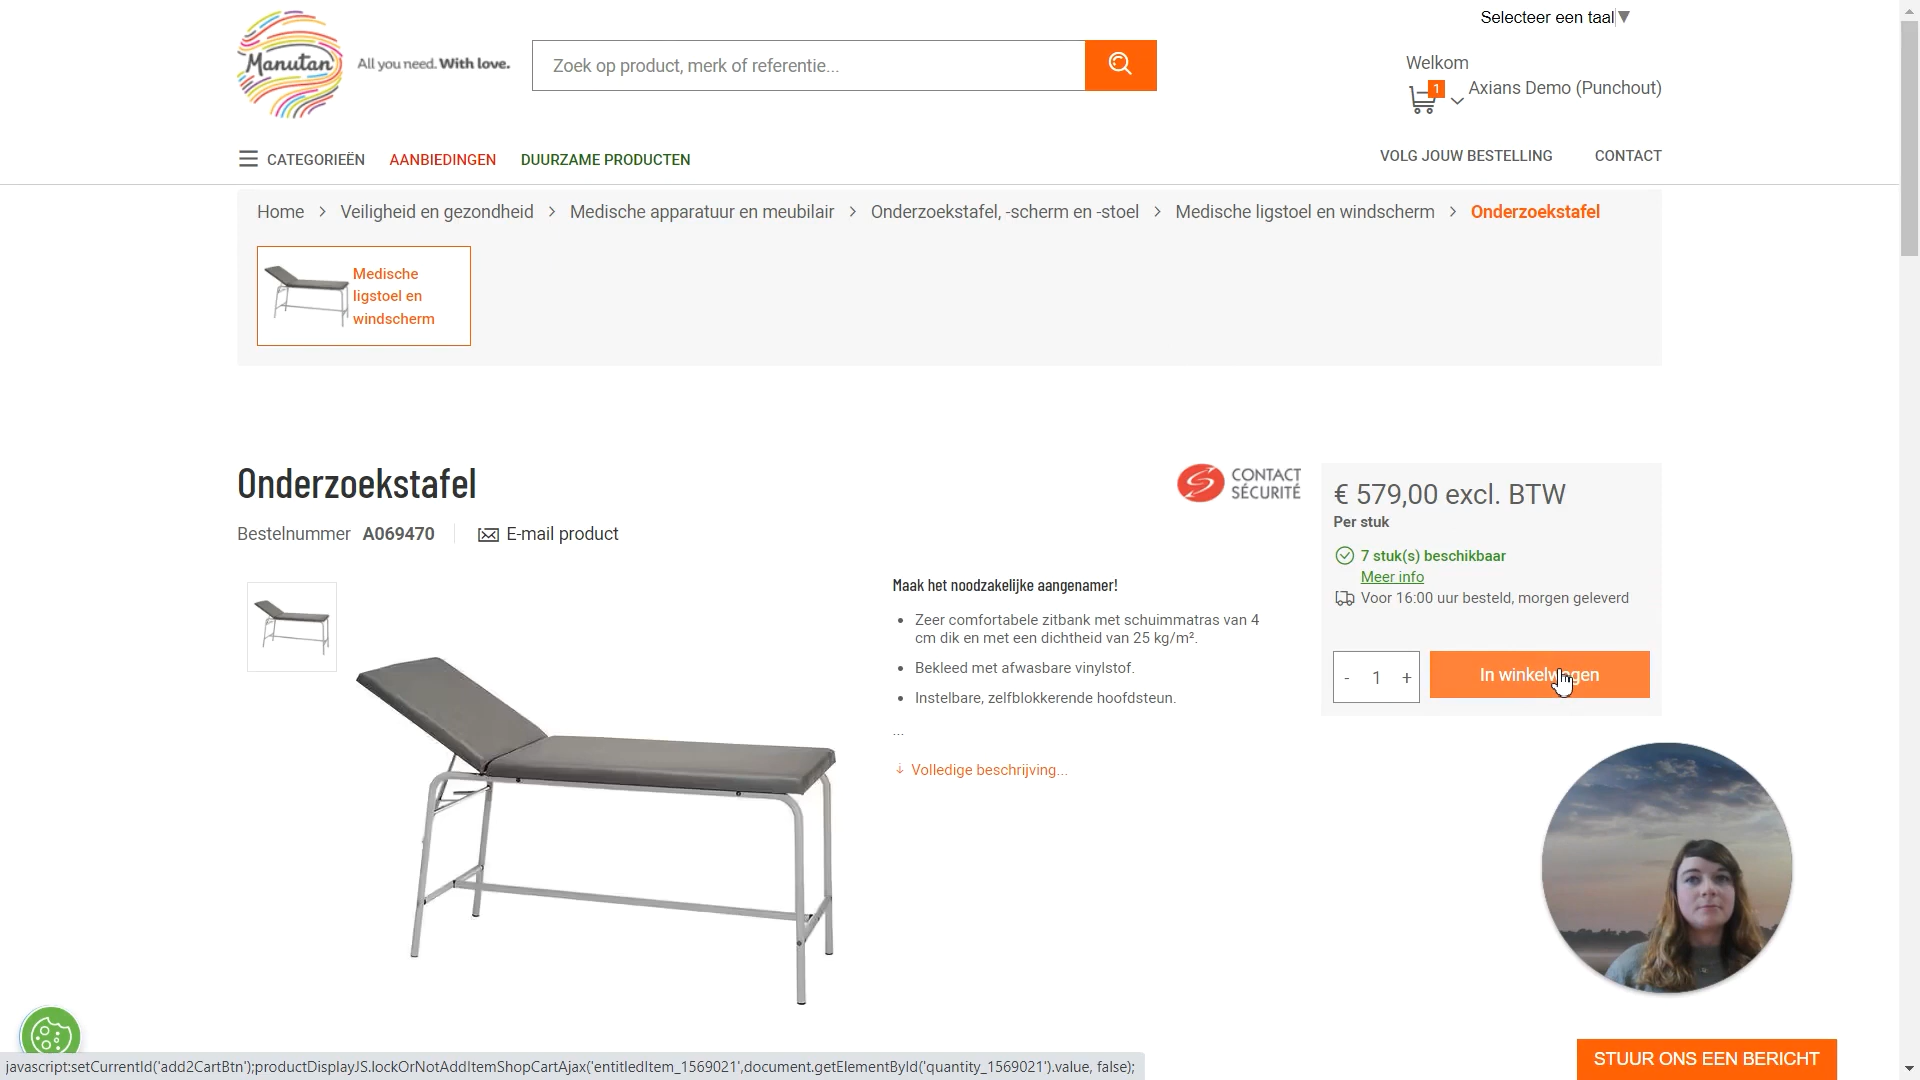 Selecteer een taal ▼
Manutan
All you need. With love.
Zoek op product, merk of referentie...
Welkom
1
Axians Demo (Punchout)
CATEGORIEËN AANBIEDINGEN DUURZAME PRODUCTEN
VOLG JOUW BESTELLING CONTACT
Home > Veiligheid en gezondheid > Medische apparatuur en meubilair > Onderzoekstafel, -scherm en -stoel > Medische ligstoel en windscherm > Onderzoekstafel
Medische
ligstoel en
windscherm
Onderzoekstafel
Bestelnummer A069470
E-mail product
CONTACT
SÉCURITÉ
€ 579,00 excl. BTW
Per stuk
7 stuk(s) beschikbaar
Meer info
Voor 16:00 uur besteld, morgen geleverd
- 1 +
In winkelwagen
Maak het noodzakelijke aangenamer!
• Zeer comfortabele zitbank met schuimmatras van 4
cm dik en met een dichtheid van 25 kg/m².
• Bekleed met afwasbare vinylstof.
• Instelbare, zelfblokkerende hoofdsteun.
...
↓ Volledige beschrijving...
STUUR ONS EEN BERICHT
javascript:setCurrentId('add2CartBtn');productDisplayJS.lockOrNotAddItemShopCartAjax('entitledItem_1569021',document.getElementById('quantity_1569021').value, false);